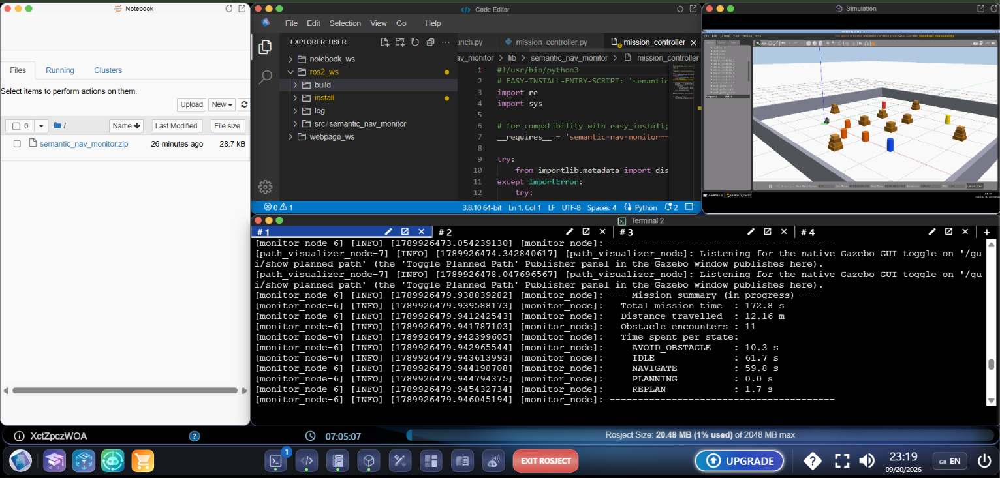 Notebook
Files
Running
Clusters
Select items to perform actions on them.
Upload
New
0
/
Name
Last Modified
File size
semantic_nav_monitor.zip
26 minutes ago
28.7 kB
Code Editor
File Edit Selection View Go Help
EXPLORER: USER
notebook_ws
ros2_ws
build
install
log
src/semantic_nav_monitor
webpage_ws
unch.py
mission_controller.py
mission_controller
av_monitor > lib > semantic_nav_monitor > mission_controller
1 #!/usr/bin/python3
2 # EASY-INSTALL-ENTRY-SCRIPT: 'semantic
3 import re
4 import sys
5
6 # for compatibility with easy_install;
7 __requires__ = 'semantic-nav-monitor==
8
9 try:
10 from importlib.metadata import dis
11 except ImportError:
12 try:
0 1
3.8.10 64-bit Ln 1, Col 1 LF UTF-8 Spaces: 4 Python 2
Simulation
Terminal 2
#1 #2 #3 #4
[monitor_node-6] [INFO] [1789926473.054239130] [monitor_node]: ---------------------------------------
[path_visualizer_node-7] [INFO] [1789926474.342840617] [path_visualizer_node]: Listening for the native Gazebo GUI toggle on '/gu
i/show_planned_path' (the 'Toggle Planned Path' Publisher panel in the Gazebo window publishes here).
[path_visualizer_node-7] [INFO] [1789926478.047696567] [path_visualizer_node]: Listening for the native Gazebo GUI toggle on '/gu
i/show_planned_path' (the 'Toggle Planned Path' Publisher panel in the Gazebo window publishes here).
[monitor_node-6] [INFO] [1789926479.938839282] [monitor_node]: --- Mission summary (in progress) ---
[monitor_node-6] [INFO] [1789926479.939588173] [monitor_node]: Total mission time : 172.8 s
[monitor_node-6] [INFO] [1789926479.941242543] [monitor_node]: Distance travelled : 12.16 m
[monitor_node-6] [INFO] [1789926479.941787103] [monitor_node]: Obstacle encounters : 11
[monitor_node-6] [INFO] [1789926479.942399605] [monitor_node]: Time spent per state:
[monitor_node-6] [INFO] [1789926479.942965544] [monitor_node]: AVOID_OBSTACLE : 10.3 s
[monitor_node-6] [INFO] [1789926479.943613993] [monitor_node]: IDLE : 61.7 s
[monitor_node-6] [INFO] [1789926479.944198708] [monitor_node]: NAVIGATE : 59.8 s
[monitor_node-6] [INFO] [1789926479.944794375] [monitor_node]: PLANNING : 0.0 s
[monitor_node-6] [INFO] [1789926479.945432734] [monitor_node]: REPLAN : 1.7 s
[monitor_node-6] [INFO] [1789926479.946045194] [monitor_node]: ---------------------------------------
XctZpczWOA
07:05:07
Rosject Size: 20.48 MB (1% used) of 2048 MB max
1
EXIT ROSJECT
UPGRADE
23:19
09/20/2026
GB EN